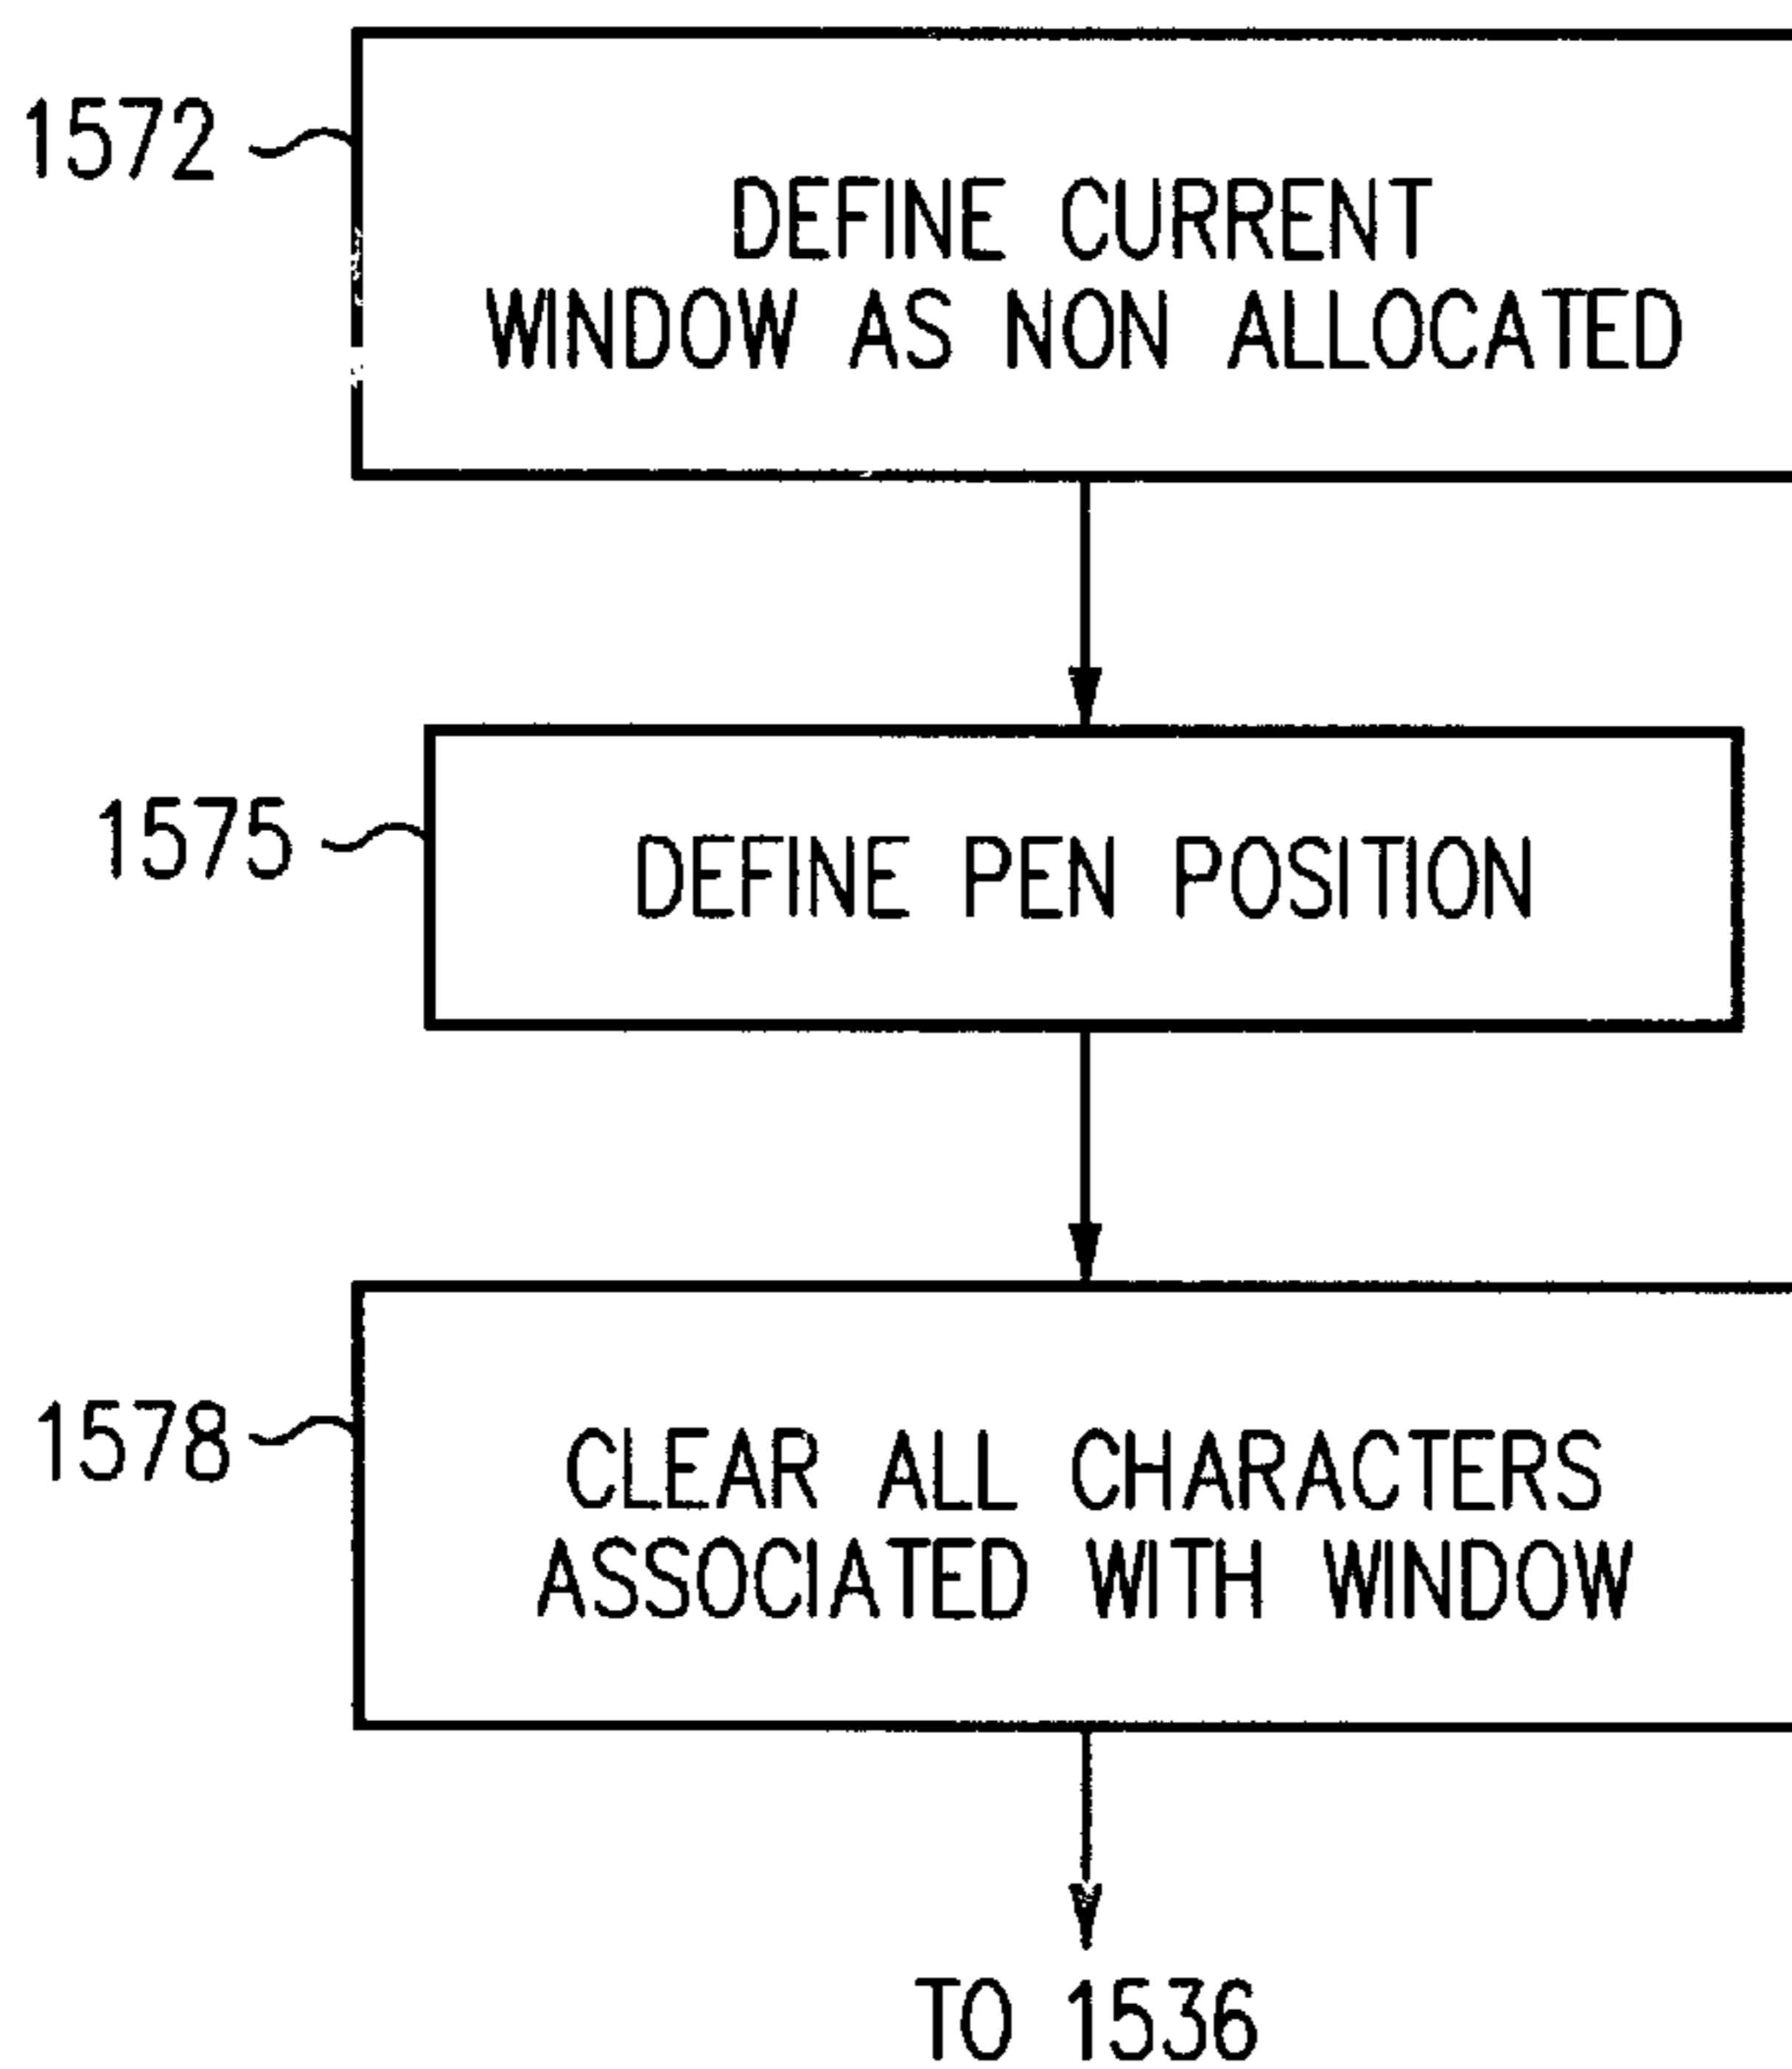 1572
DEFINE CURRENT
WINDOW AS NON ALLOCATED
1575
DEFINE PEN POSITION
1578
CLEAR ALL CHARACTERS
ASSOCIATED WITH WINDOW
TO 1536